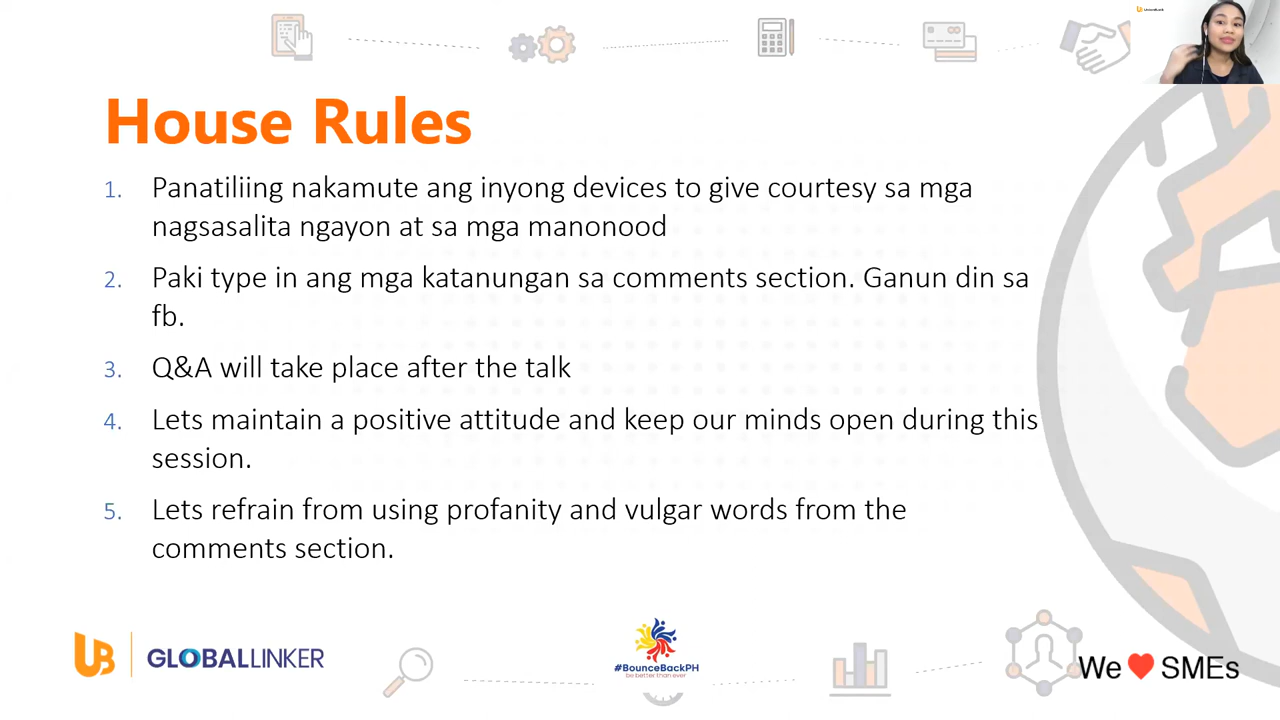 House Rules
1. Panatiliing nakamute ang inyong devices to give courtesy sa mga
nagsasalita ngayon at sa mga manonood
2. Paki type in ang mga katanungan sa comments section. Ganun din sa
fb.
3. Q&A will take place after the talk
4. Lets maintain a positive attitude and keep our minds open during this
session.
5. Lets refrain from using profanity and vulgar words from the
comments section.
UB GLOBALLINKER
#BounceBackPH
be better than ever
We ❤ SMEs